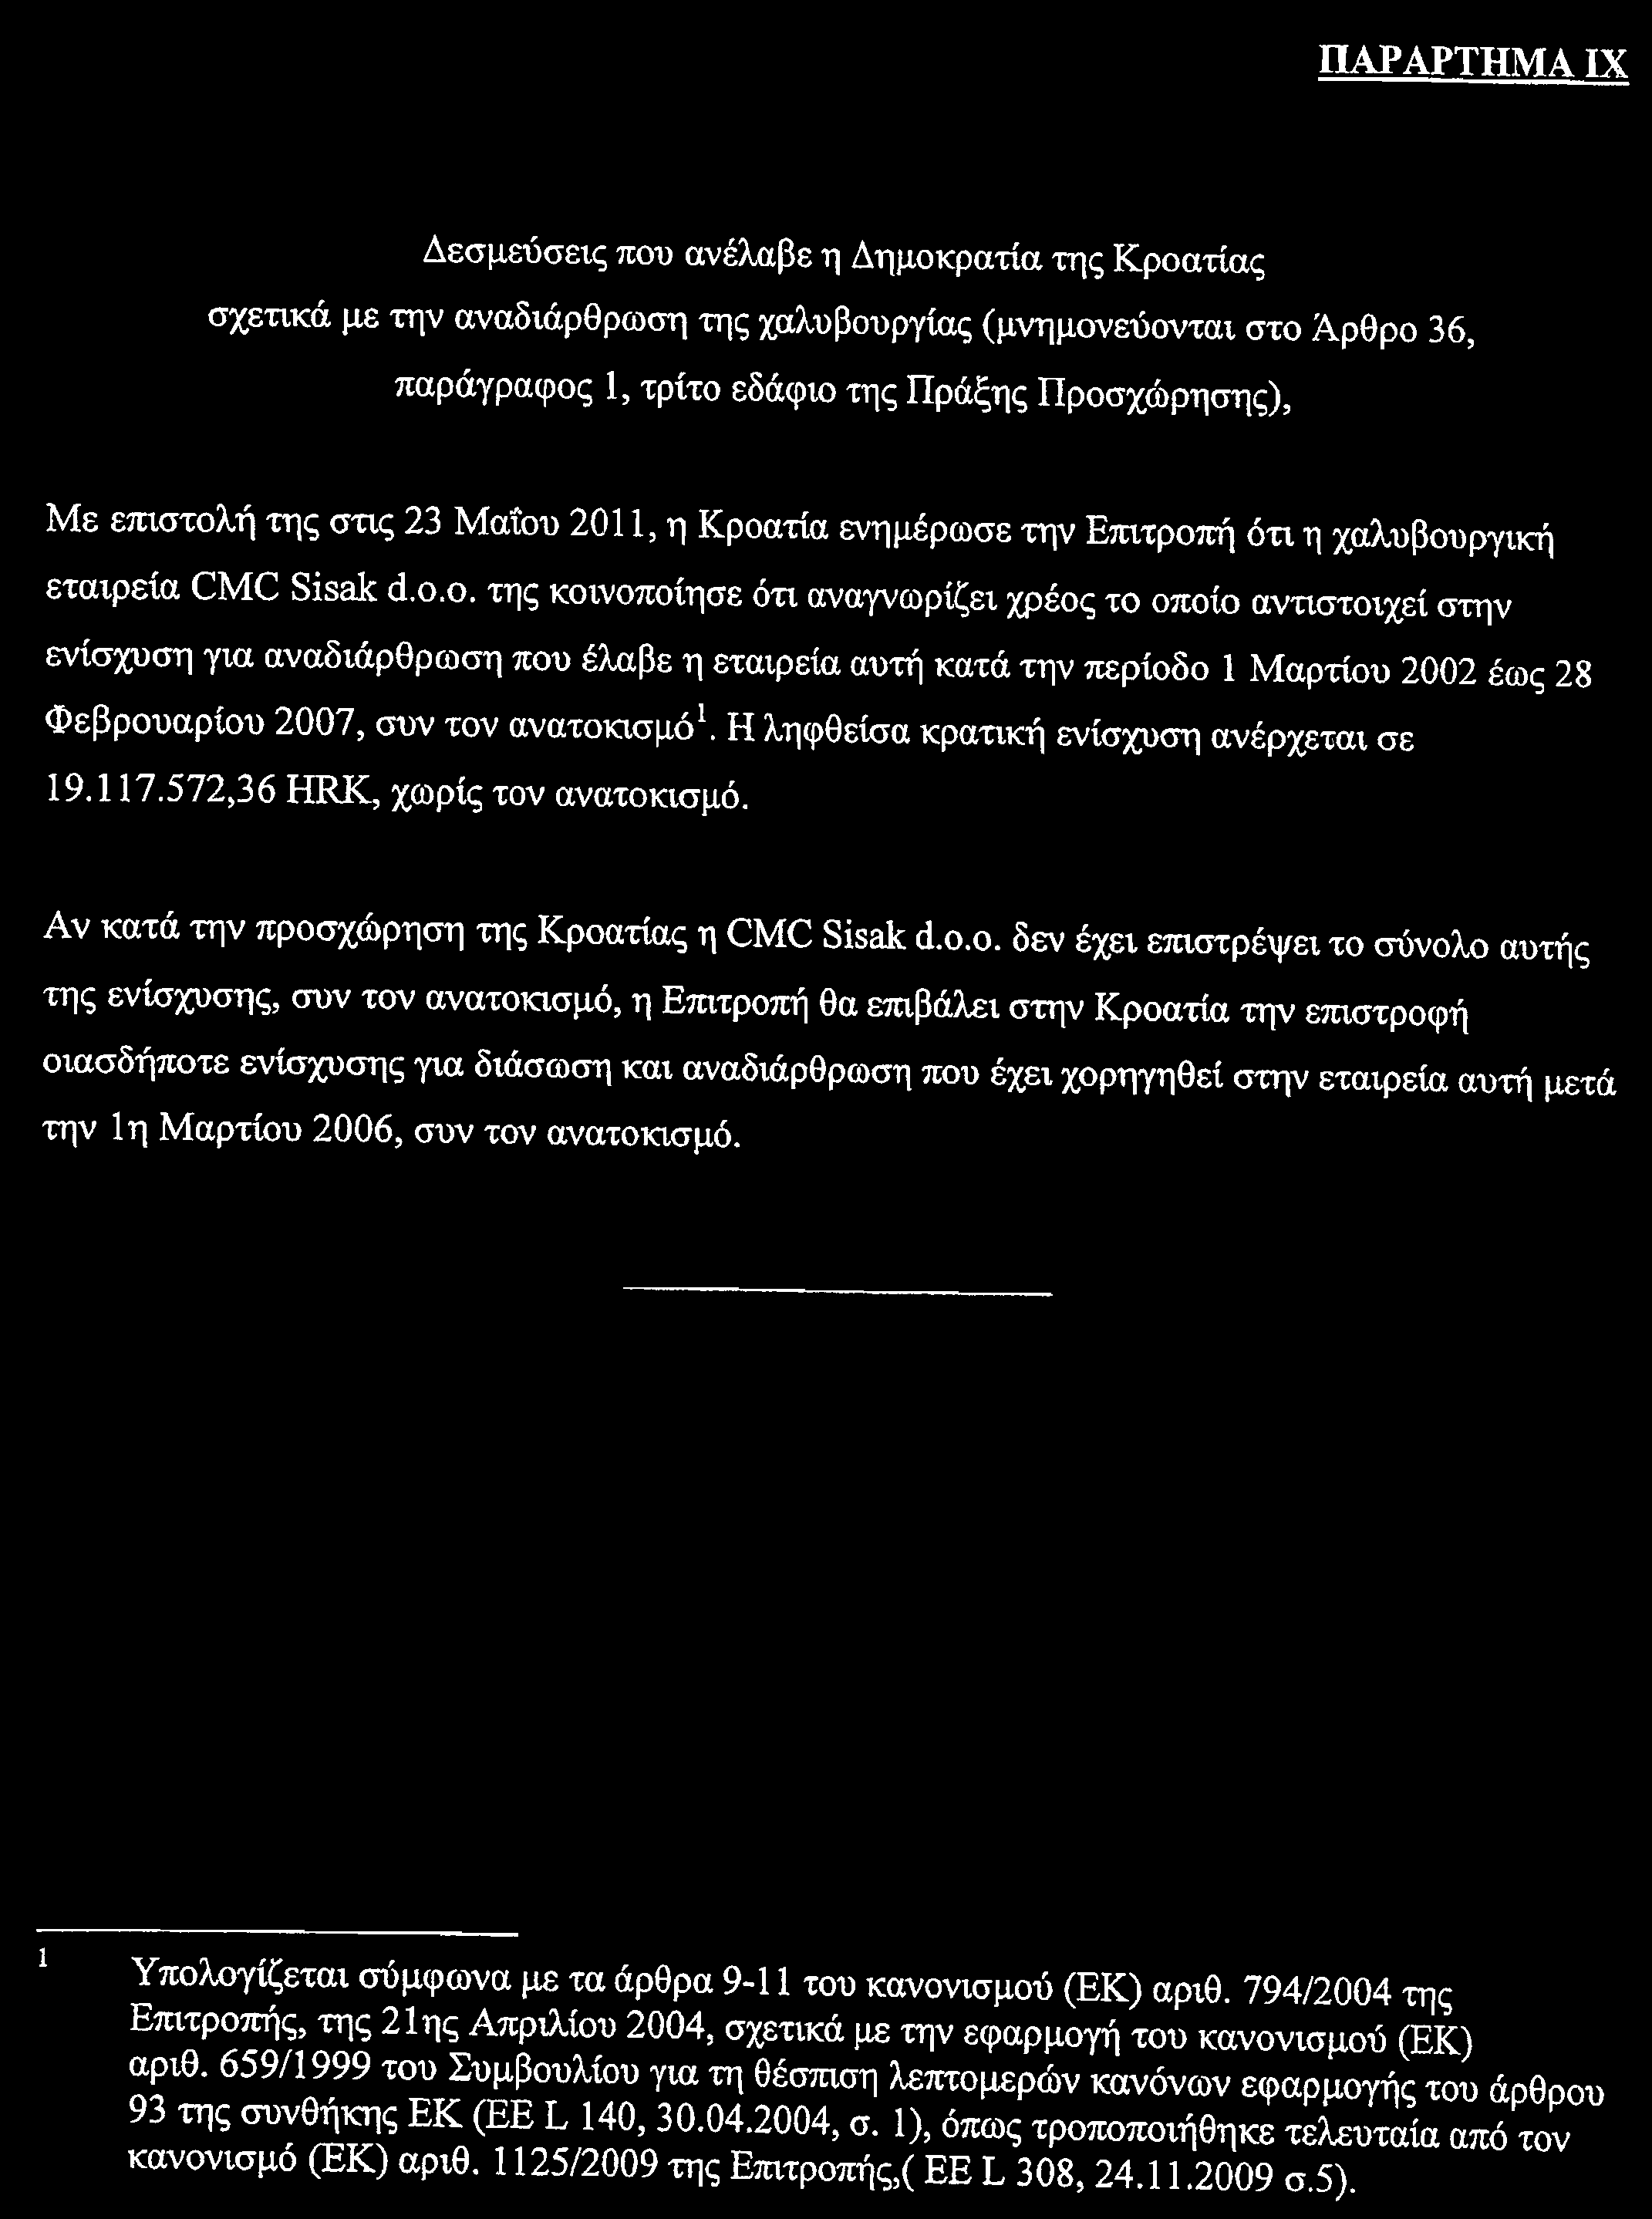 ΠΑΡΑΡΤΗΜΑ IX
Δεσμεύσεις που ανέλαβε η Δημοκρατία της Κροατίας
σχετικά με την αναδιάρθρωση της χαλυβουργίας (μνημονεύονται στο Άρθρο 36,
παράγραφος 1, τρίτο εδάφιο της Πράξης Προσχώρησης),
Με επιστολή της στις 23 Μαΐου 2011, η Κροατία ενημέρωσε την Επιτροπή ότι η χαλυβουργική
εταιρεία CMC Sisak d.o.o. της κοινοποίησε ότι αναγνωρίζει χρέος το οποίο αντιστοιχεί στην
ενίσχυση για αναδιάρθρωση που έλαβε η εταιρεία αυτή κατά την περίοδο 1 Μαρτίου 2002 έως 28
Φεβρουαρίου 2007, συν τον ανατοκισμό¹. Η ληφθείσα κρατική ενίσχυση ανέρχεται σε
19.117.572,36 HRK, χωρίς τον ανατοκισμό.
Αν κατά την προσχώρηση της Κροατίας η CMC Sisak d.o.o. δεν έχει επιστρέψει το σύνολο αυτής
της ενίσχυσης, συν τον ανατοκισμό, η Επιτροπή θα επιβάλει στην Κροατία την επιστροφή
οιασδήποτε ενίσχυσης για διάσωση και αναδιάρθρωση που έχει χορηγηθεί στην εταιρεία αυτή μετά
την 1η Μαρτίου 2006, συν τον ανατοκισμό.
1 Υπολογίζεται σύμφωνα με τα άρθρα 9-11 του κανονισμού (ΕΚ) αριθ. 794/2004 της
Επιτροπής, της 21ης Απριλίου 2004, σχετικά με την εφαρμογή του κανονισμού (ΕΚ)
αριθ. 659/1999 του Συμβουλίου για τη θέσπιση λεπτομερών κανόνων εφαρμογής του άρθρου
93 της συνθήκης ΕΚ (ΕΕ L 140, 30.04.2004, σ. 1), όπως τροποποιήθηκε τελευταία από τον
κανονισμό (ΕΚ) αριθ. 1125/2009 της Επιτροπής,( ΕΕ L 308, 24.11.2009 σ.5).